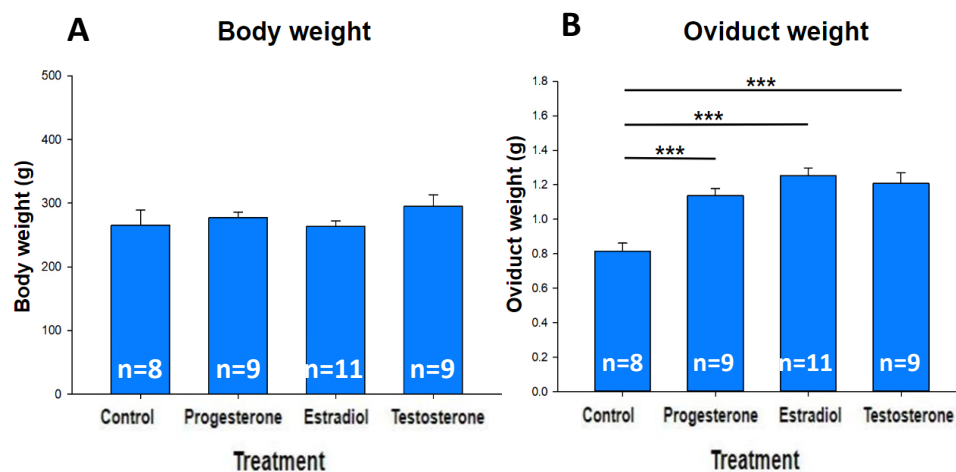 A
Body weight
Body weight (g)
500
400
300
200
100
0
n=8
n=9
n=11
n=9
Control
Progesterone
Estradiol
Testosterone
Treatment
B
Oviduct weight
Oviduct weight (g)
1.8
1.6
1.4
1.2
1.0
0.8
0.6
0.4
0.2
0.0
***
***
***
n=8
n=9
n=11
n=9
Control
Progesterone
Estradiol
Testosterone
Treatment